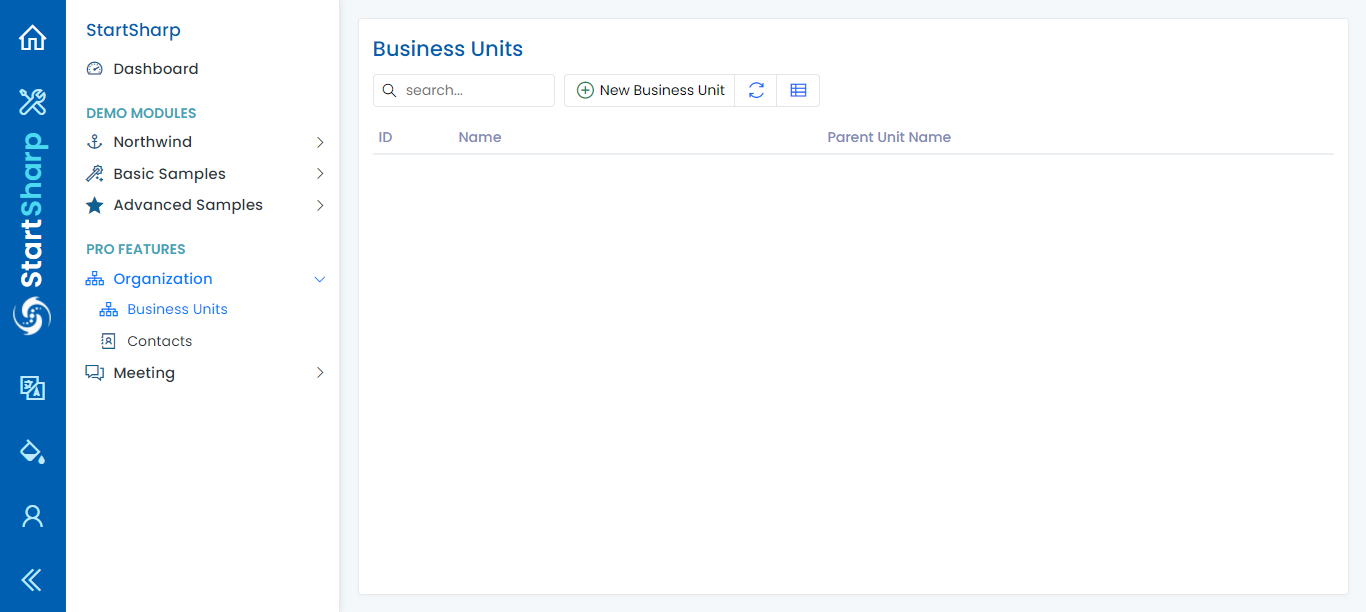 StartSharp
StartSharp
Dashboard
DEMO MODULES
Northwind
Basic Samples
Advanced Samples
PRO FEATURES
Organization
Business Units
Contacts
Meeting
Business Units
search...
New Business Unit
ID Name Parent Unit Name